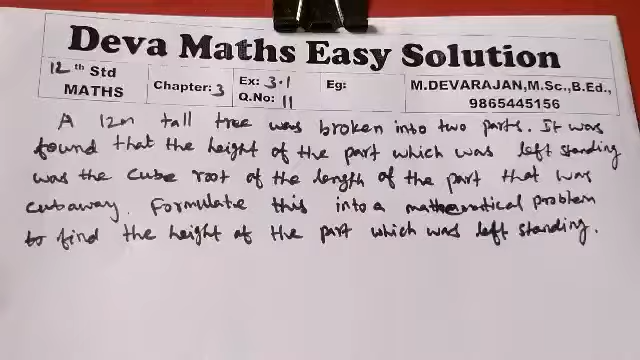 Deva Maths Easy Solution
12th Std
MATHS
Chapter: 3
Ex: 3.1
Q.No: 11
Eg:
M.DEVARAJAN,M.Sc.,B.Ed.,
9865445156
A 12m tall tree was broken into two parts. It was
found that the height of the part which was left standing
was the cube root of the length of the part that was
cutaway. Formulate this into a mathematical problem
to find the height of the part which was left standing.